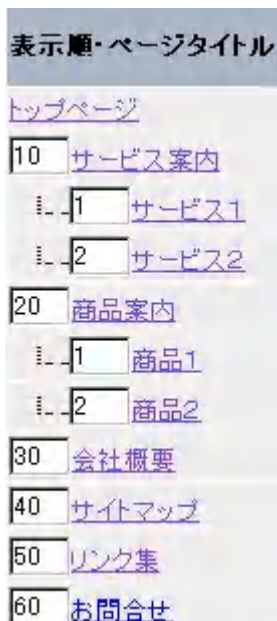 表示順・ページタイトル
トップページ
10 サービス案内
1 サービス1
2 サービス2
20 商品案内
1 商品1
2 商品2
30 会社概要
40 サイトマップ
50 リンク集
60 お問合せ